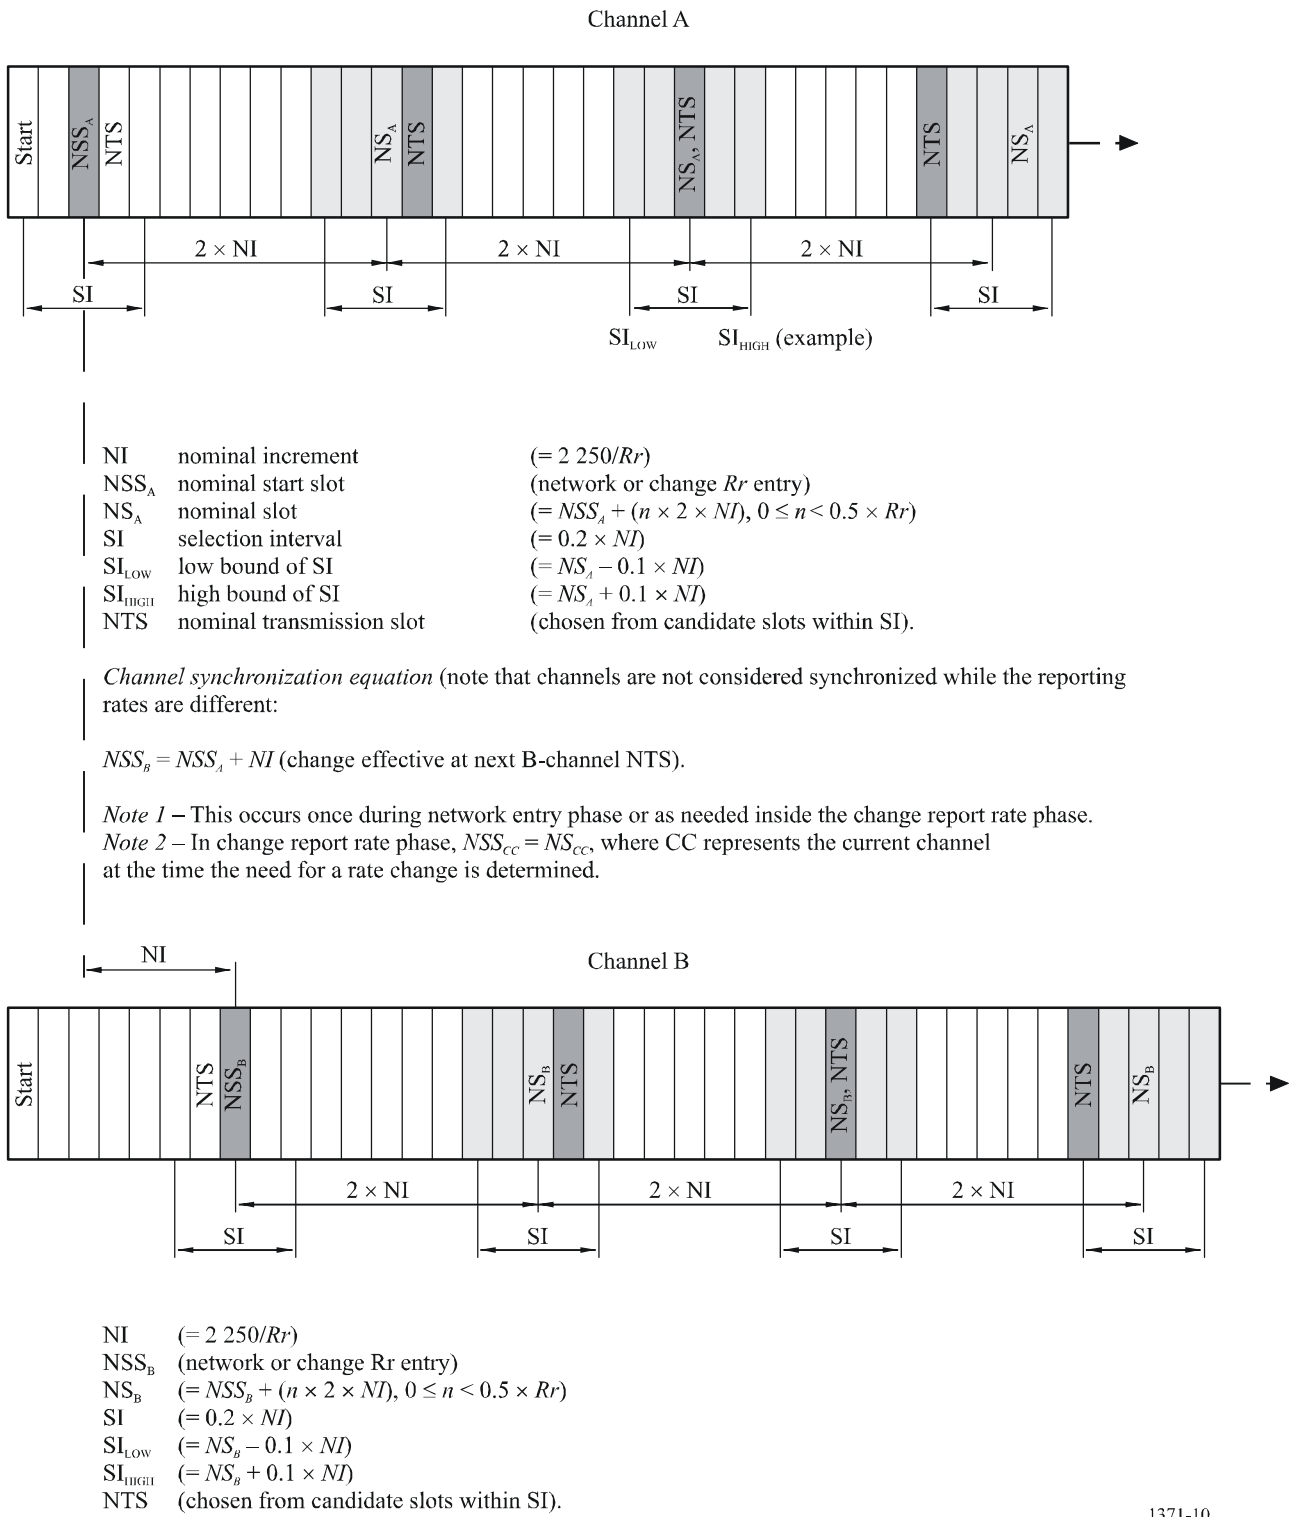 Channel A
Start
NSS_A
NTS
NS_A
NTS
NS_A, NTS
NTS
NS_A
2 × NI
2 × NI
2 × NI
SI
SI
SI
SI
SI_LOW
SI_HIGH (example)
NI nominal increment (= 2 250/Rr)
NSS_A nominal start slot (network or change Rr entry)
NS_A nominal slot (= NSS_A + (n × 2 × NI), 0 ≤ n < 0.5 × Rr)
SI selection interval (= 0.2 × NI)
SI_LOW low bound of SI (= NS_A – 0.1 × NI)
SI_HIGH high bound of SI (= NS_A + 0.1 × NI)
NTS nominal transmission slot (chosen from candidate slots within SI).
Channel synchronization equation (note that channels are not considered synchronized while the reporting
rates are different:
NSS_B = NSS_A + NI (change effective at next B-channel NTS).
Note 1 – This occurs once during network entry phase or as needed inside the change report rate phase.
Note 2 – In change report rate phase, NSS_CC = NS_CC, where CC represents the current channel
at the time the need for a rate change is determined.
NI
Channel B
Start
NTS
NSS_B
NS_B
NTS
NS_B, NTS
NTS
NS_B
2 × NI
2 × NI
2 × NI
SI
SI
SI
SI
NI (= 2 250/Rr)
NSS_B (network or change Rr entry)
NS_B (= NSS_B + (n × 2 × NI), 0 ≤ n < 0.5 × Rr)
SI (= 0.2 × NI)
SI_LOW (= NS_B – 0.1 × NI)
SI_HIGH (= NS_B + 0.1 × NI)
NTS (chosen from candidate slots within SI).
1371-10